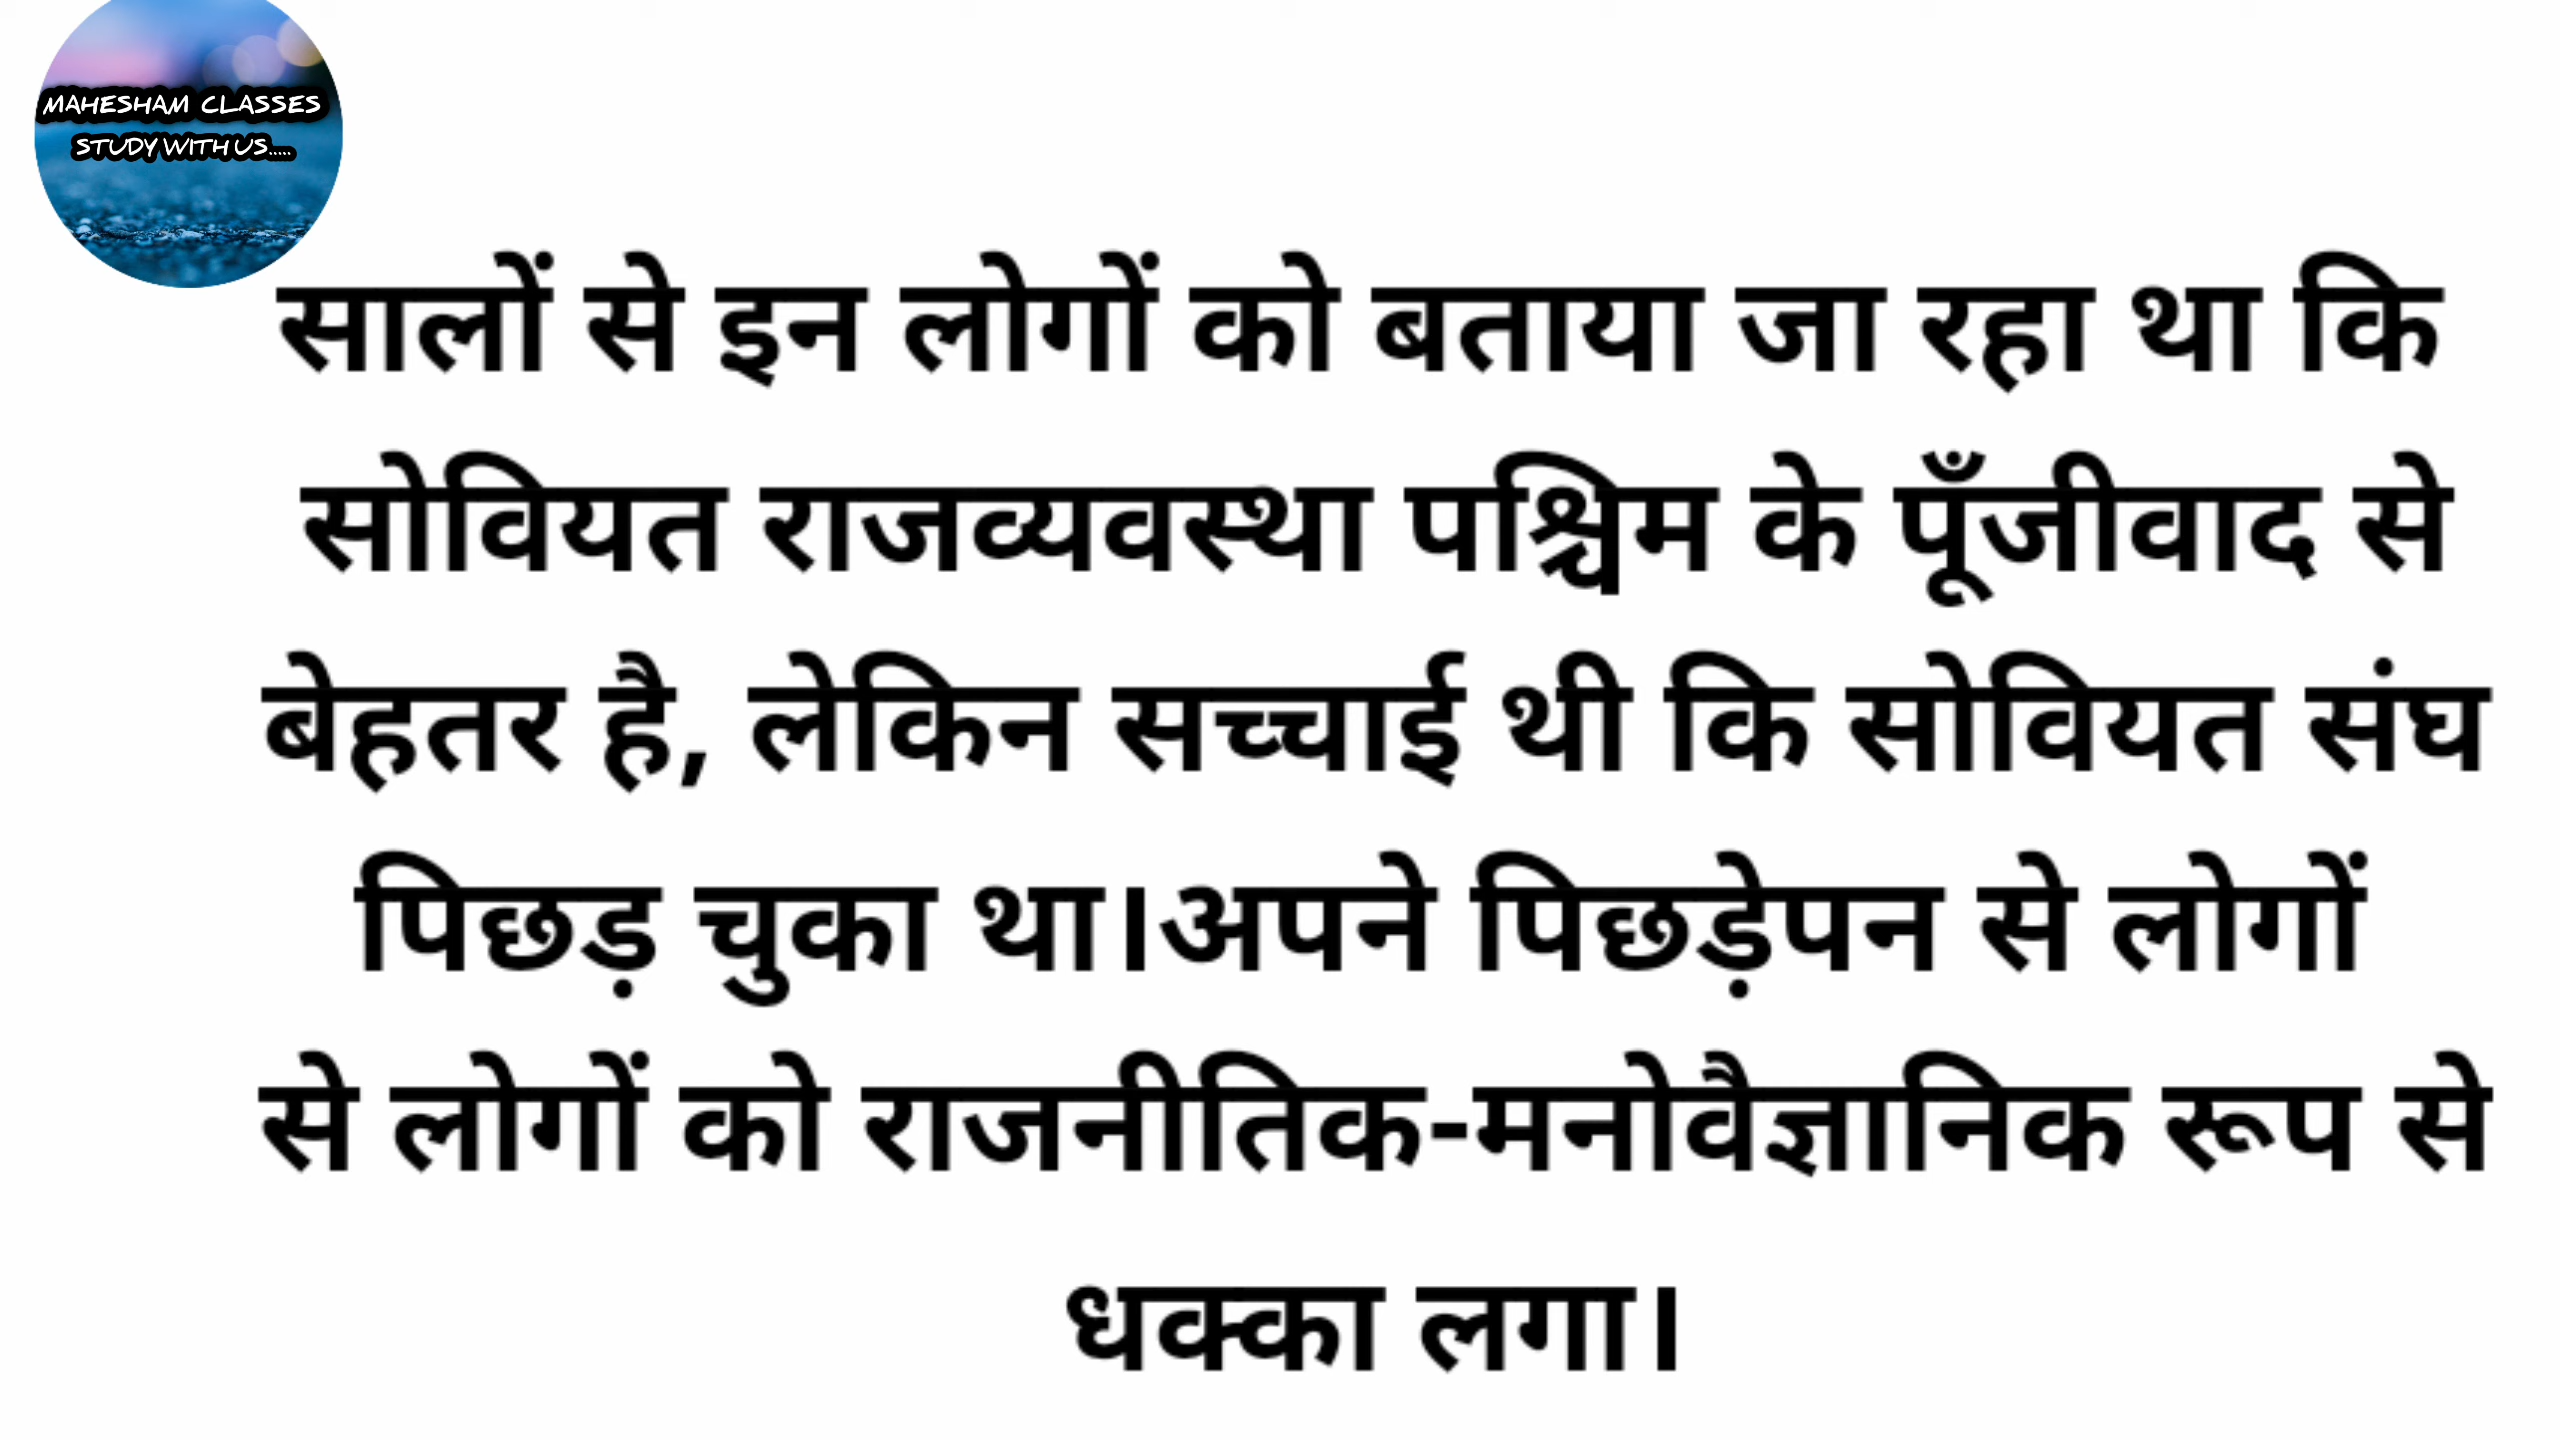 MAHESHAM CLASSES
STUDY WITH US.....
सालों से इन लोगों को बताया जा रहा था कि
सोवियत राजव्यवस्था पश्चिम के पूँजीवाद से
बेहतर है, लेकिन सच्चाई थी कि सोवियत संघ
पिछड़ चुका था।अपने पिछड़ेपन से लोगों
से लोगों को राजनीतिक-मनोवैज्ञानिक रूप से
धक्का लगा।